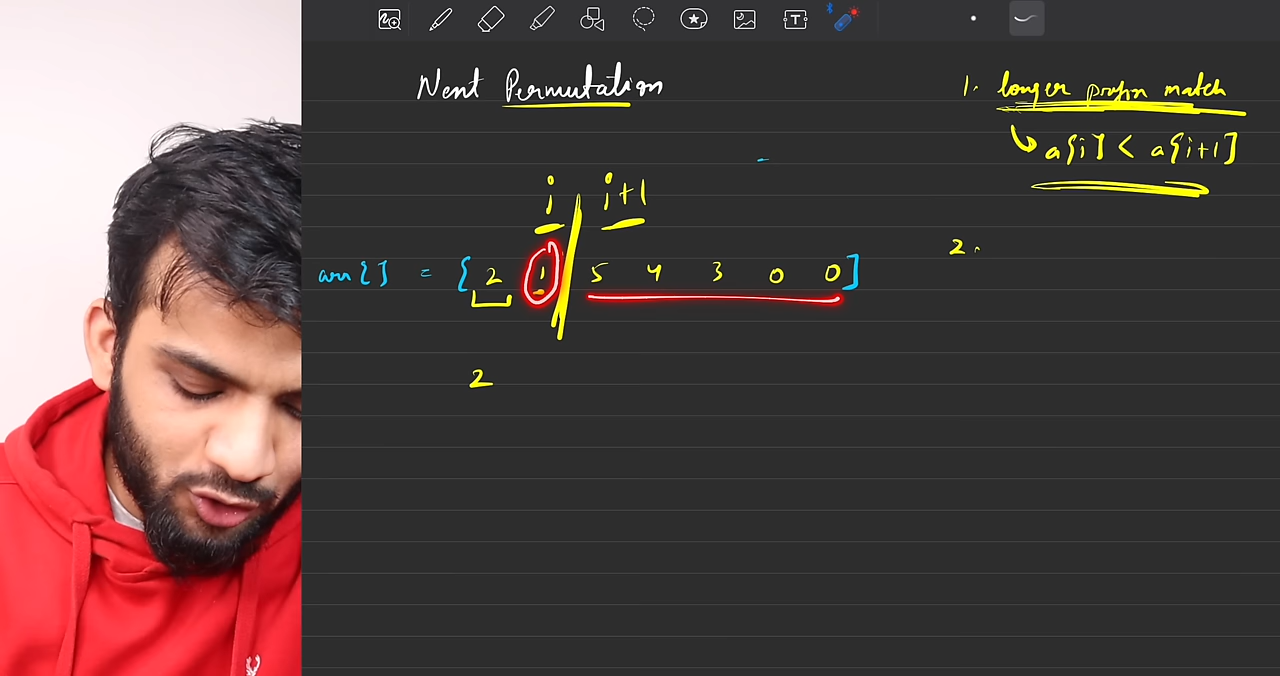 Next Permutation
1. longer prefix match
a[i] < a[i+1]
i i+1
arr[] = [ 2 1 5 4 3 0 0 ]
2.
2